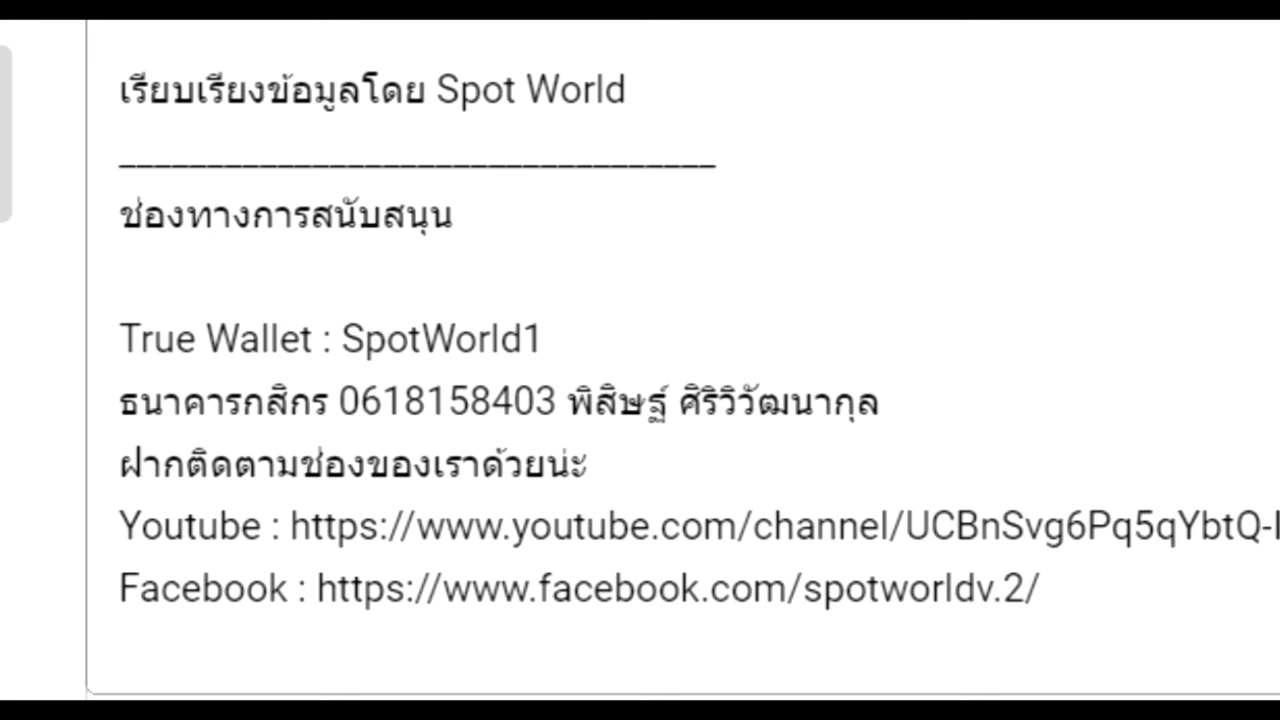 เรียบเรียงข้อมูลโดย Spot World
__________________________________
ช่องทางการสนับสนุน
True Wallet : SpotWorld1
ธนาคารกสิกร 0618158403 พิสิษฐ์ ศิริวิวัฒนากุล
ฝากติดตามช่องของเราด้วยน่ะ
Youtube : https://www.youtube.com/channel/UCBnSvg6Pq5qYbtQ-
Facebook : https://www.facebook.com/spotworldv.2/